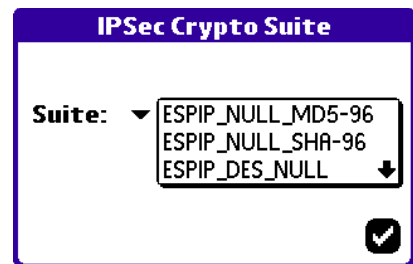 IPSec Crypto Suite
Suite: ESPIP_NULL_MD5-96
ESPIP_NULL_SHA-96
ESPIP_DES_NULL